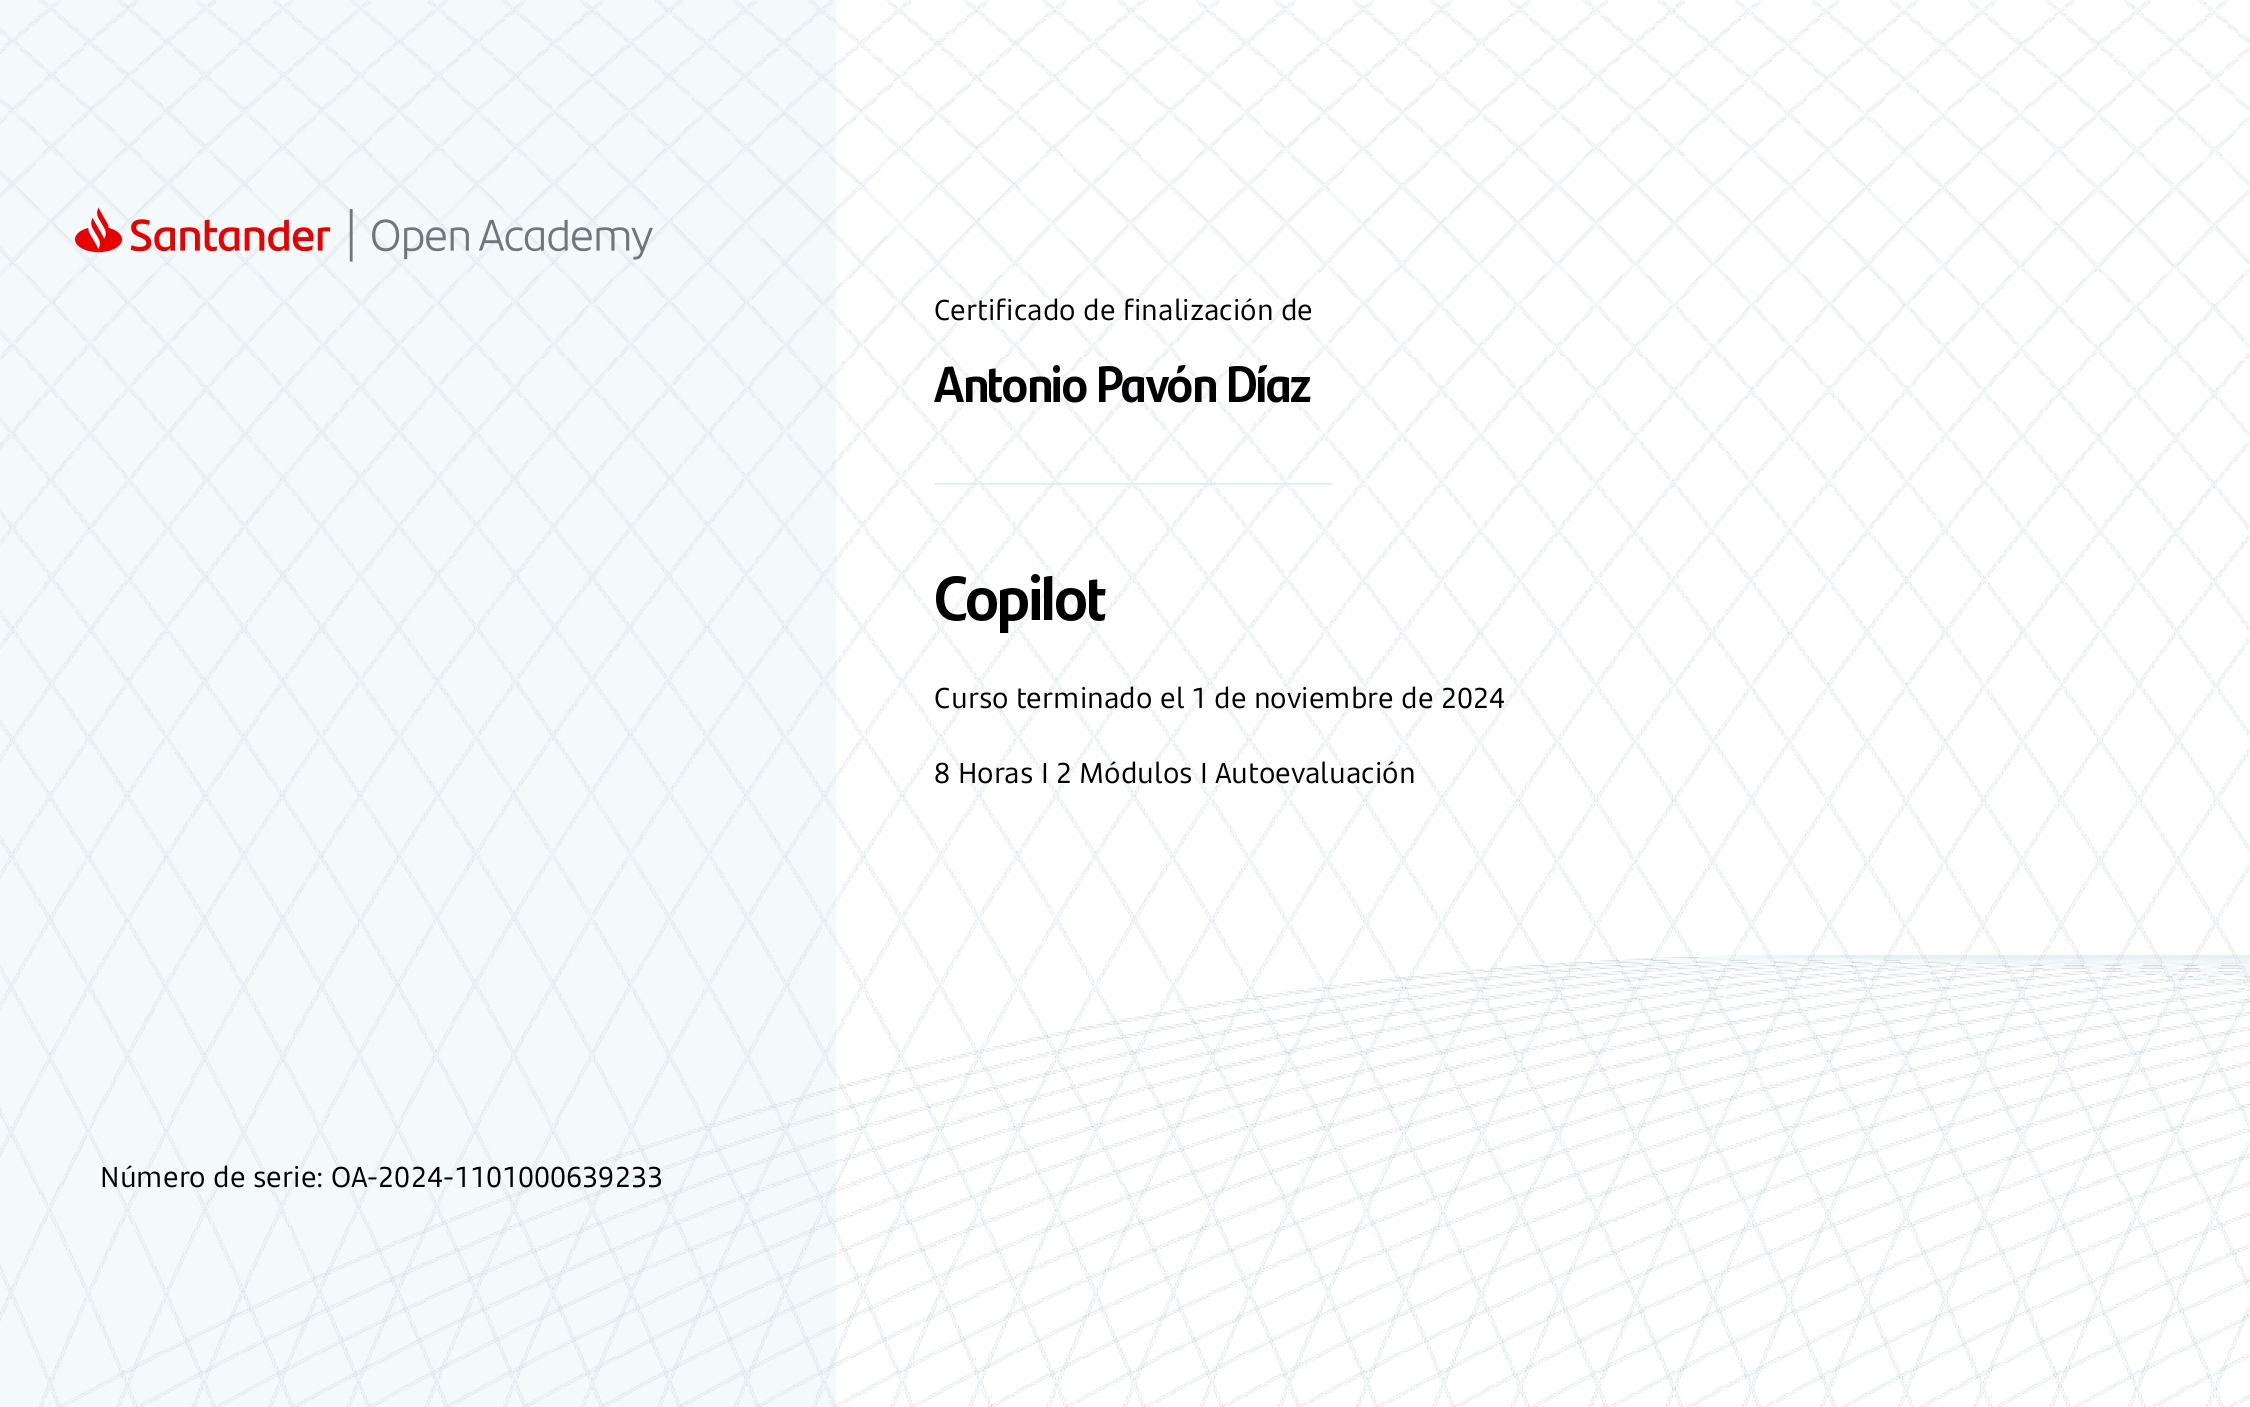 Santander | Open Academy
Certificado de finalización de
Antonio Pavón Díaz
Copilot
Curso terminado el 1 de noviembre de 2024
8 Horas I 2 Módulos I Autoevaluación
Número de serie: OA-2024-1101000639233